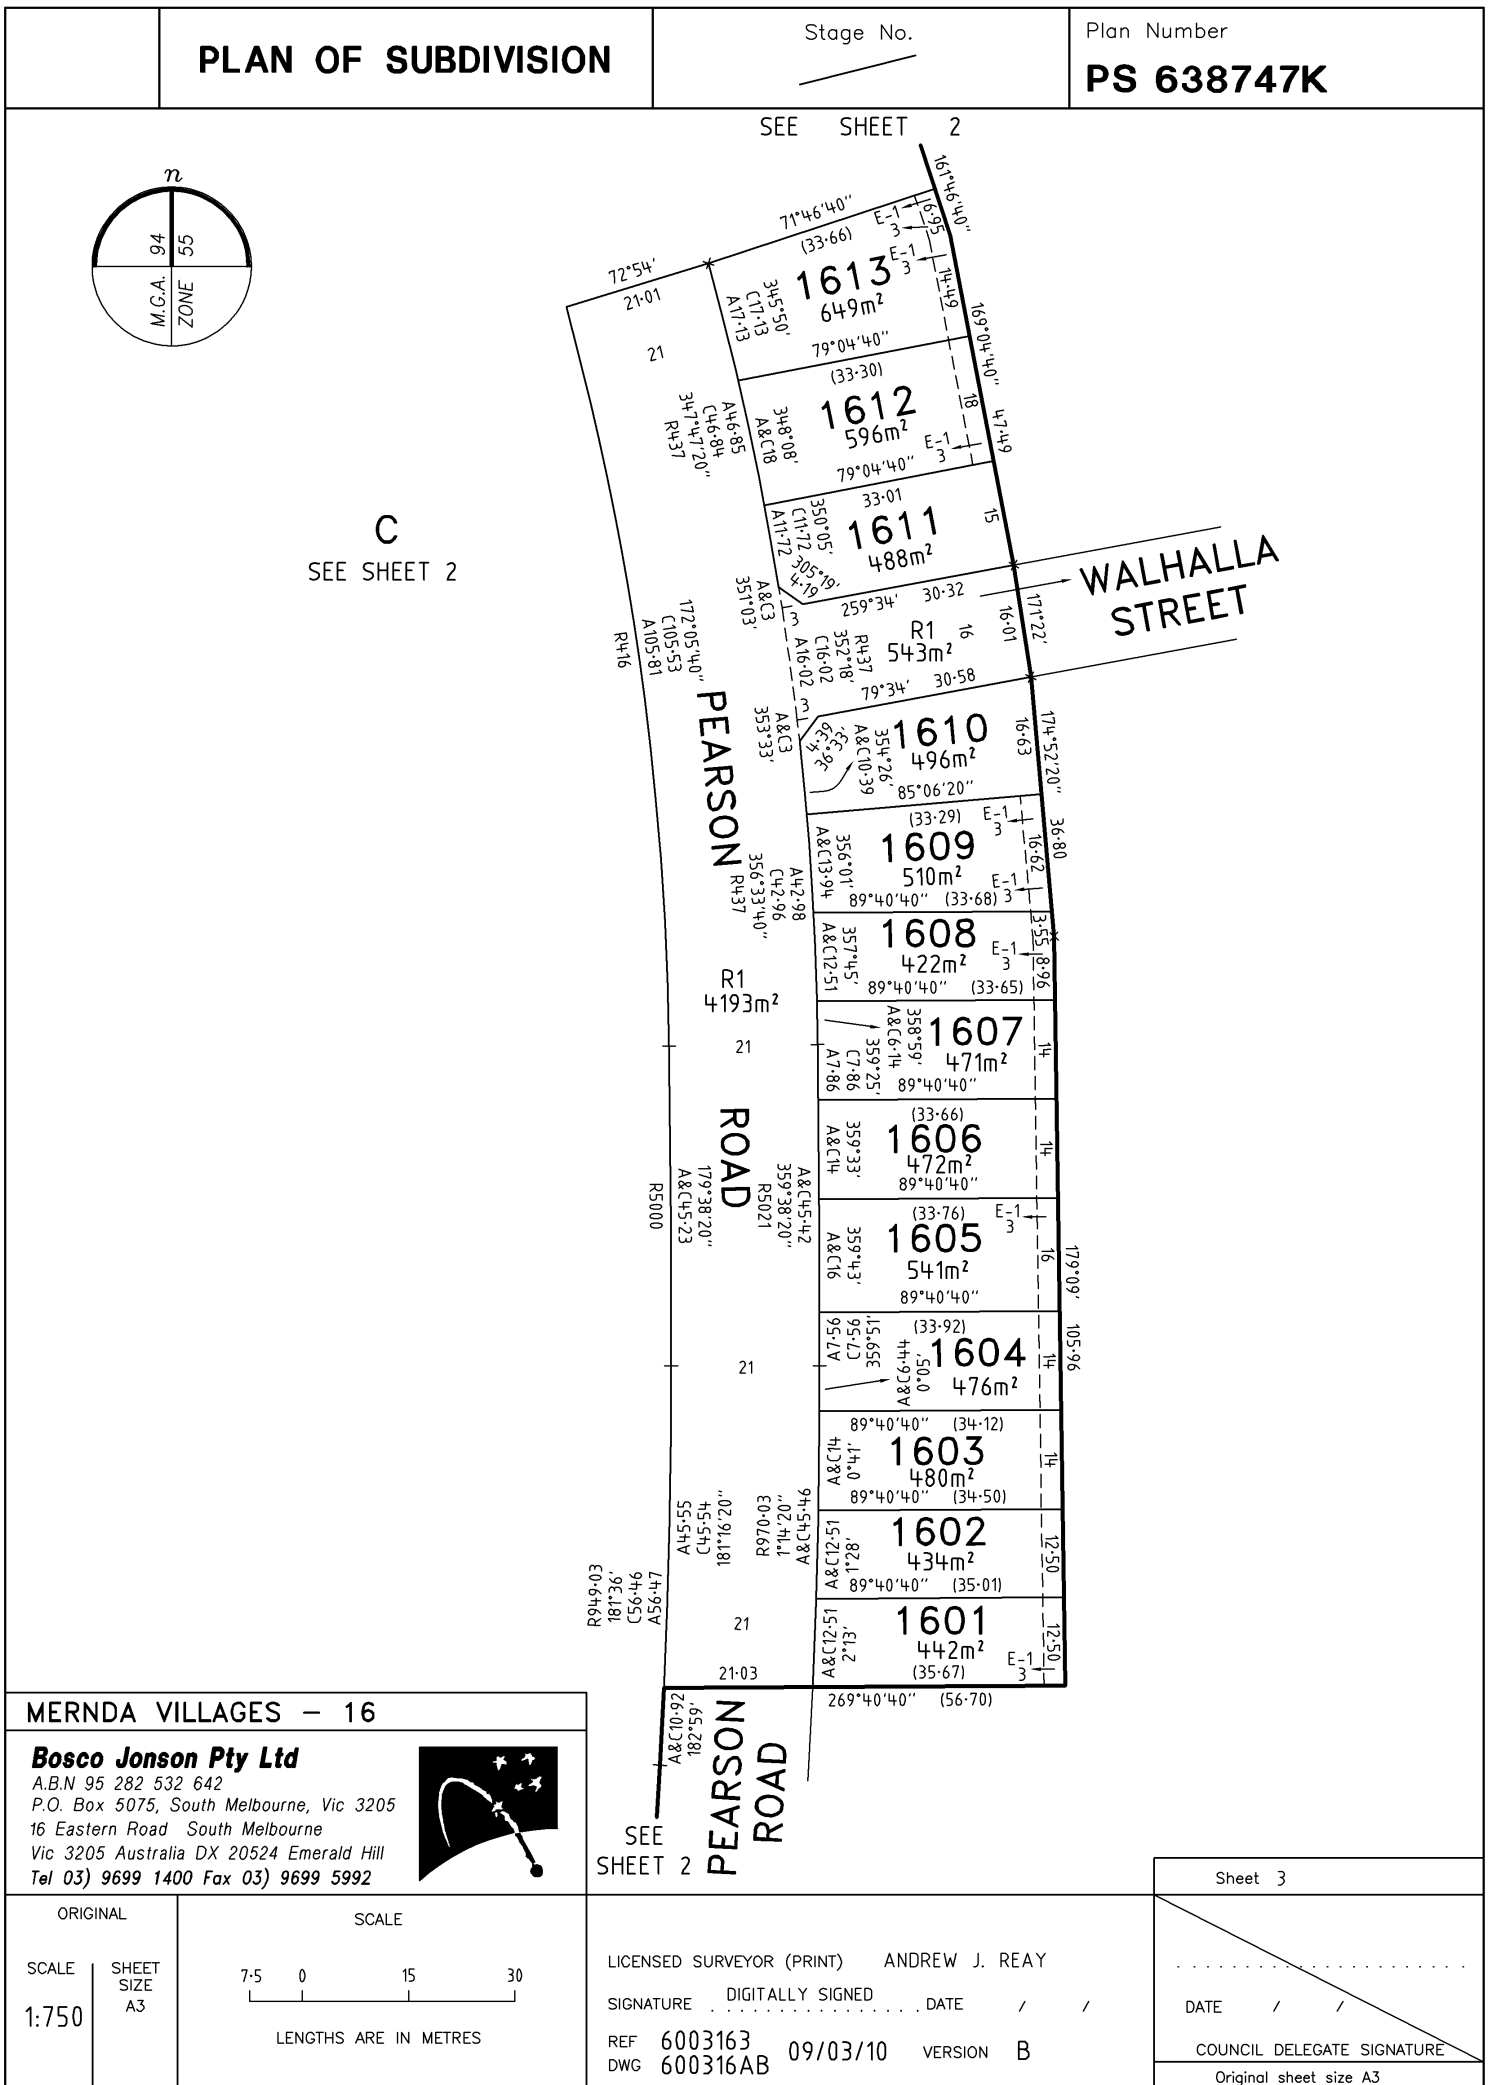 PLAN OF SUBDIVISION
Stage No.
Plan Number
PS 638747K
SEE SHEET 2
n
M.G.A. 94
ZONE 55
C
SEE SHEET 2
161°46'40"
71°46'40"
(33·66)
72°54'
21·01
21
E-1
3
6·95
E-1
3
14·49
1613
649m²
345°50'
C17·13
A17·13
79°04'40"
169°04'40"
47·49
(33·30)
1612
596m²
348°08'
A&C18
18
E-1
3
79°04'40"
A46·85
C46·84
347°47'20"
R437
33·01
1611
488m²
350°05'
C11·72
A11·72
15
305°19'
4·19
259°34' 30·32
WALHALLA
STREET
A&C3
351°03'
3
R1
543m²
16
16·01
171°22'
R437
352°18'
C16·02
A16·02
79°34' 30·58
3
A&C3
353°33'
172°05'40"
C105·53
A105·81
R416
PEARSON
ROAD
4·39
36°33'
1610
496m²
354°26'
A&C10·39
85°06'20"
16·63
174°52'20"
36·80
(33·29)
E-1
3
1609
510m²
356°01'
A&C13·94
16·62
E-1
3
89°40'40" (33·68)
A42·98
C42·96
356°33'40"
R437
3·55
1608
422m²
357°45'
A&C12·51
E-1
3
8·96
89°40'40" (33·65)
R1
4193m²
21
1607
471m²
358°59'
A&C6·14
359°25'
C7·86
A7·86
14
89°40'40"
(33·66)
1606
472m²
359°33'
A&C14
14
89°40'40"
A&C45·42
359°38'20"
R5021
179°38'20"
A&C45·23
R5000
(33·76)
E-1
3
1605
541m²
359°43'
A&C16
16
89°40'40"
179°09'
105·96
(33·92)
1604
476m²
359°51'
C7·56
A7·56
A&C6·44
0°05'
14
21
89°40'40" (34·12)
1603
480m²
A&C14
0°41'
14
89°40'40" (34·50)
1602
434m²
A&C12·51
1°28'
12·50
89°40'40" (35·01)
A45·55
C45·54
181°16'20"
R970·03
1°14'20"
A&C45·46
R949·03
181°36'
C56·46
A56·47
21
1601
442m²
A&C12·51
2°13'
12·50
E-1
3
(35·67)
21·03
269°40'40" (56·70)
A&C10·92
182°59'
PEARSON
ROAD
SEE
SHEET 2
MERNDA VILLAGES – 16
Bosco Jonson Pty Ltd
A.B.N 95 282 532 642
P.O. Box 5075, South Melbourne, Vic 3205
16 Eastern Road South Melbourne
Vic 3205 Australia DX 20524 Emerald Hill
Tel 03) 9699 1400 Fax 03) 9699 5992
ORIGINAL
SCALE
1:750
SHEET
SIZE
A3
SCALE
7·5 0 15 30
LENGTHS ARE IN METRES
LICENSED SURVEYOR (PRINT) ANDREW J. REAY
SIGNATURE DIGITALLY SIGNED DATE / /
REF 6003163
DWG 600316AB
09/03/10 VERSION B
Sheet 3
DATE / /
COUNCIL DELEGATE SIGNATURE
Original sheet size A3